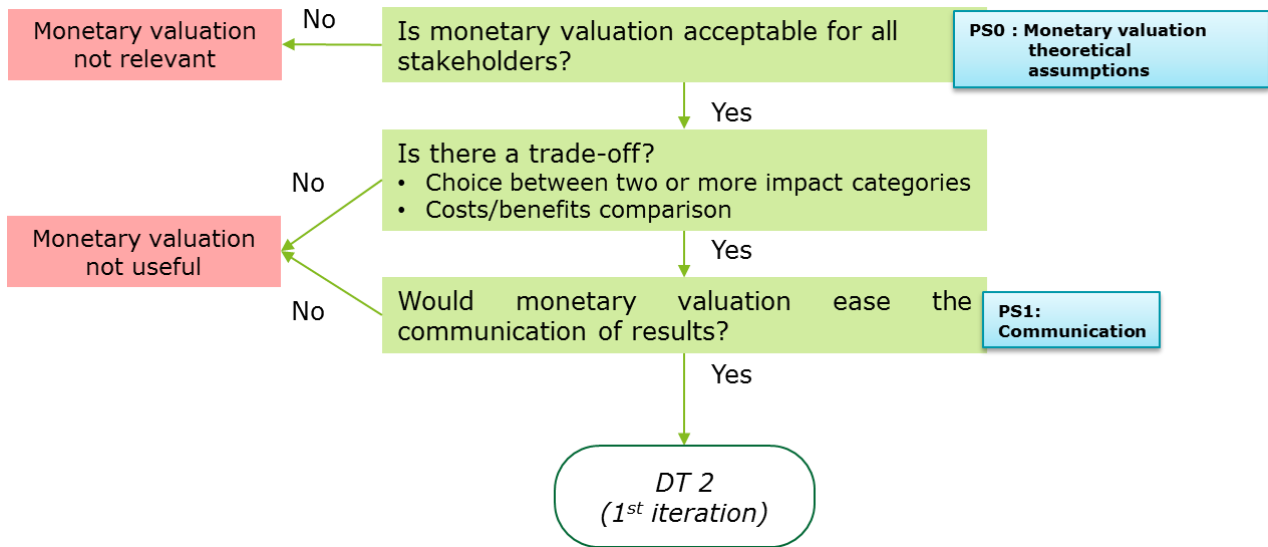 No
Monetary valuation
not relevant
Is monetary valuation acceptable for all
stakeholders?
PS0 : Monetary valuation
theoretical
assumptions
Yes
Is there a trade-off?
• Choice between two or more impact categories
• Costs/benefits comparison
No
Monetary valuation
not useful
Yes
No
Would monetary valuation ease the
communication of results?
PS1:
Communication
Yes
DT 2
(1st iteration)